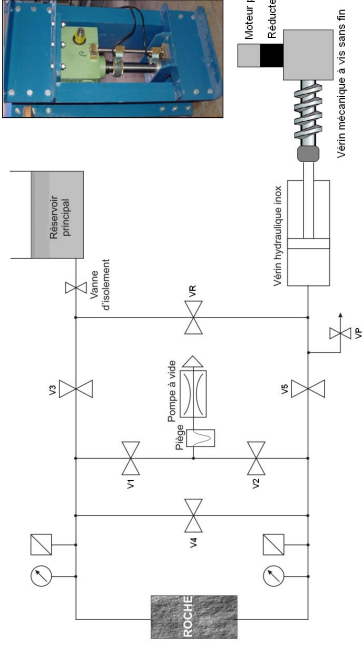 Réservoir
principal
Vanne
d'isolement
V3
VR
Pompe à vide
Piège
V1
V2
V4
V5
VP
ROCHE
Vérin hydraulique inox
Moteur
Vérin mécanique à vis sans fin